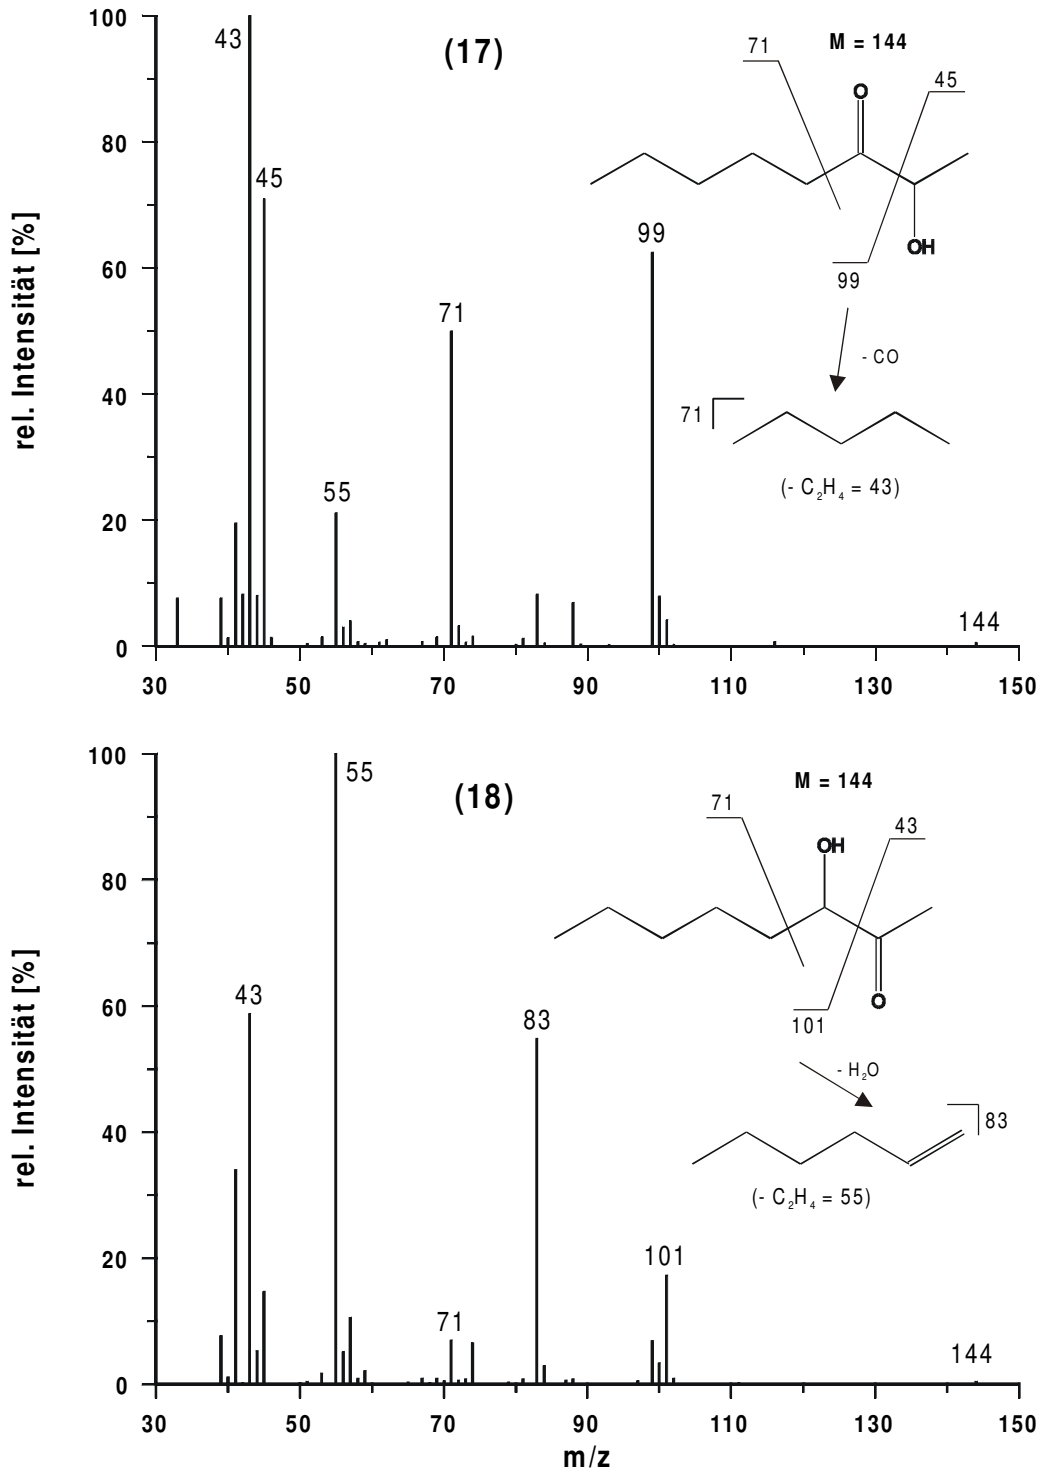 100
80
60
40
20
0
rel. Intensität [%]
43
45
55
71
99
144
(17)
M = 144
71
45
O
OH
99
- CO
71
(- C₂H₄ = 43)
30 50 70 90 110 130 150
100
80
60
40
20
0
rel. Intensität [%]
43
55
71
83
101
144
(18)
M = 144
71
43
OH
O
101
- H₂O
83
(- C₂H₄ = 55)
30 50 70 90 110 130 150
m/z